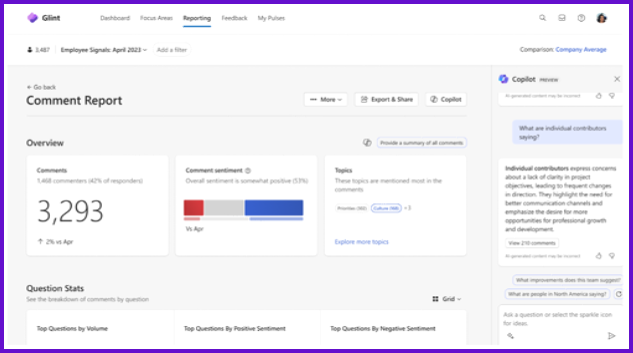 Glint
Dashboard Focus Areas Reporting Feedback My Pulses
3,487 Employee Signals: April 2023 Add a filter
Comparison: Company Average
Go back
Comment Report
More
Export & Share
Copilot
Overview
Provide a summary of all comments
Comments
1,468 commenters (42% of responders)
3,293
2% vs Apr
Comment sentiment
Overall sentiment is somewhat positive (53%)
Vs Apr
Topics
These topics are mentioned most in the
comments
Priorities
Culture
+3
Explore more topics
Question Stats
See the breakdown of comments by question
Grid
Top Questions by Volume
Top Questions By Positive Sentiment
Top Questions By Negative Sentiment
Copilot PREVIEW
AI-generated content may be incorrect
What are individual contributors
saying?
Individual contributors express concerns
about a lack of clarity in project
objectives, leading to frequent changes
in direction. They highlight the need for
better communication channels and
emphasize the desire for more
opportunities for professional growth
and development.
View 210 comments
AI-generated content may be incorrect
What improvements does this team suggest?
What are people in North America saying?
Ask a question or select the sparkle icon
for ideas.